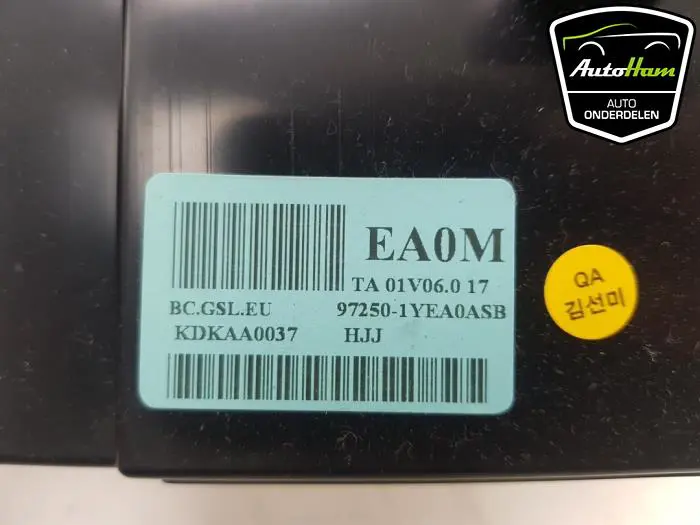 AutoHam
AUTO
ONDERDELEN
EA0M
TA 01V06.0 17
BC.GSL.EU 97250-1YEA0ASB
KDKAA0037 HJJ
QA
김선미